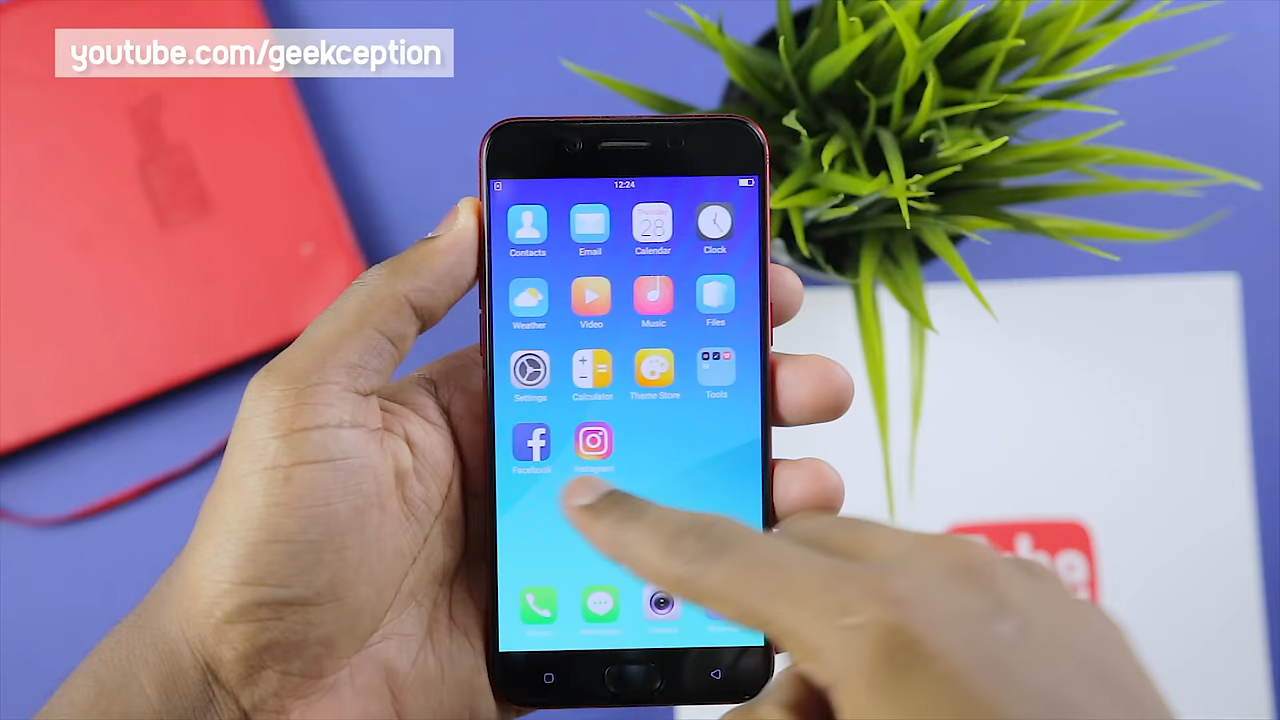 youtube.com/geekception
12:24
Contacts Email Calendar Clock
Thursday
28
Weather Video Music Files
Settings Calculator Theme Store Tools
Facebook Instagram